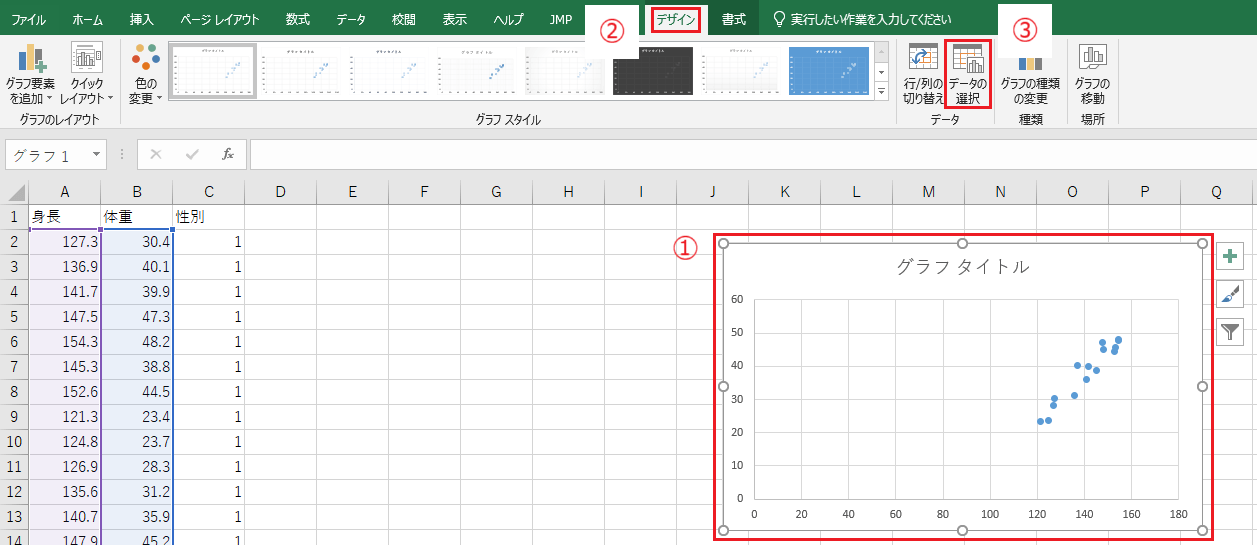 ファイル ホーム 挿入 ページ レイアウト 数式 データ 校閲 表示 ヘルプ JMP ② デザイン 書式 実行したい作業を入力してください ③
グラフ要素を追加 クイックレイアウト
グラフのレイアウト
色の変更
グラフ スタイル
行/列の切り替え データの選択
データ
グラフの種類の変更
種類
グラフの移動
場所
グラフ 1 fx
A B C D E F G H I J K L M N O P Q
1 身長 体重 性別
2 127.3 30.4 1
3 136.9 40.1 1
4 141.7 39.9 1
5 147.5 47.3 1
6 154.3 48.2 1
7 145.3 38.8 1
8 152.6 44.5 1
9 121.3 23.4 1
10 124.8 23.7 1
11 126.9 28.3 1
12 135.6 31.2 1
13 140.7 35.9 1
14 147.9 45.2 1
①
グラフ タイトル
60
50
40
30
20
10
0
0 20 40 60 80 100 120 140 160 180